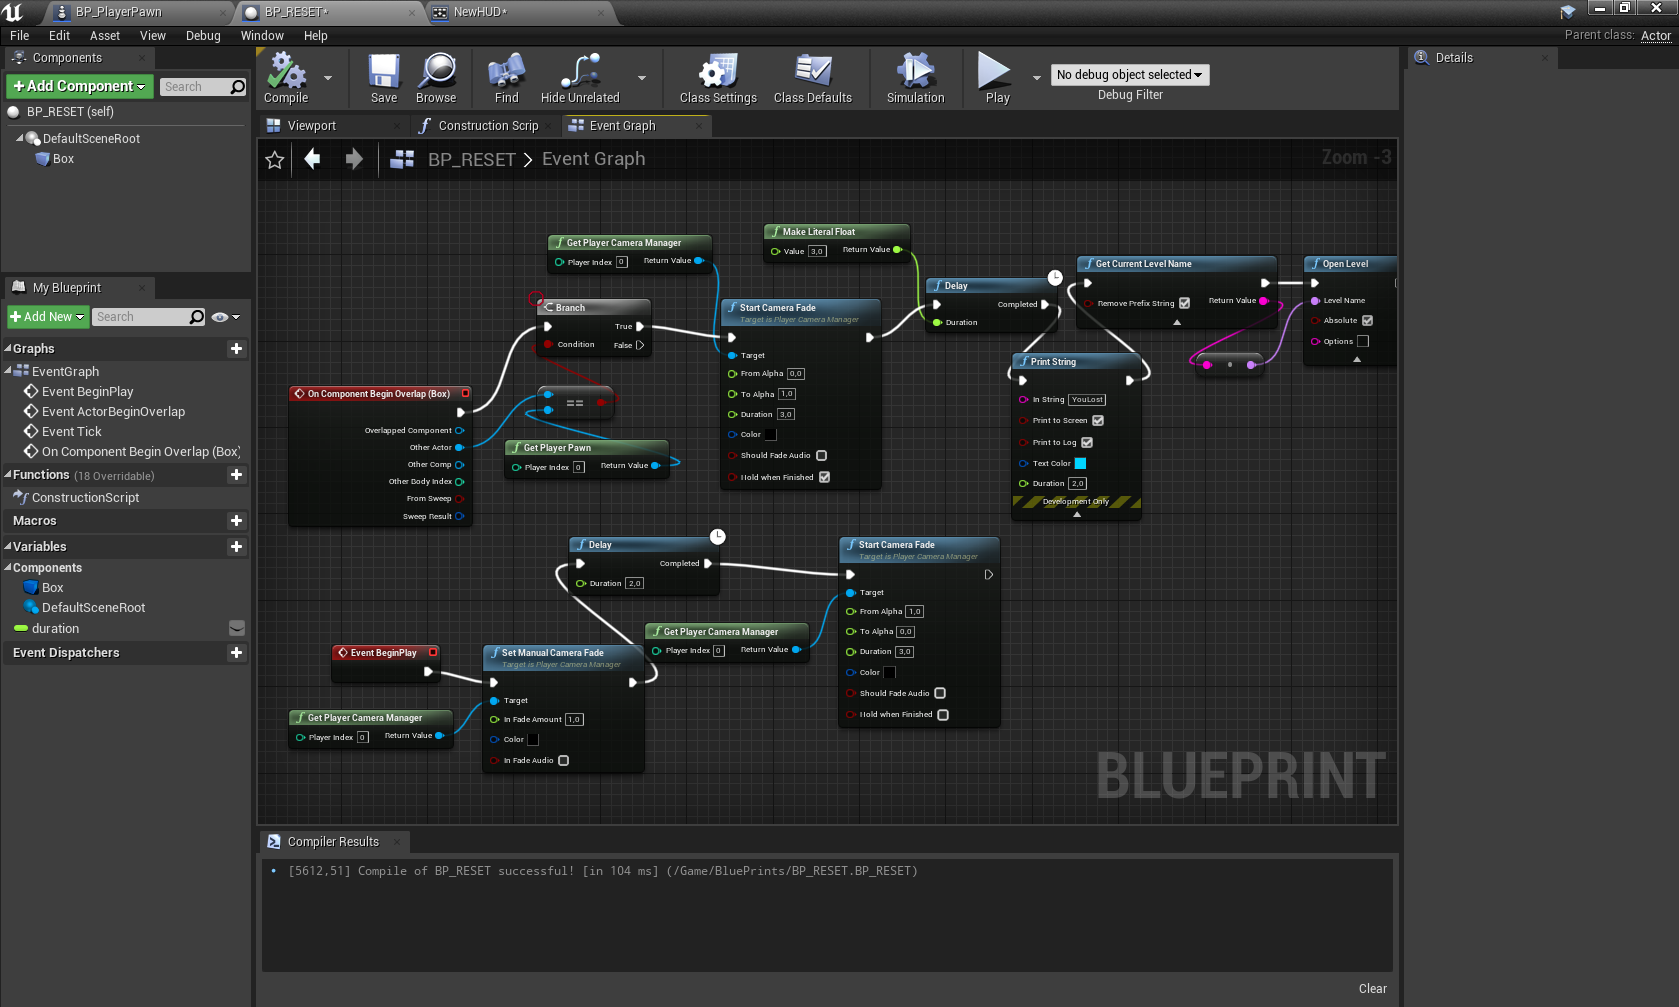 BP_PlayerPawn
BP_RESET*
NewHUD*
File Edit Asset View Debug Window Help
Parent class: Actor
Components
Add Component
Search
BP_RESET (self)
DefaultSceneRoot
Box
Compile
Save
Browse
Find
Hide Unrelated
Class Settings
Class Defaults
Simulation
Play
No debug object selected
Debug Filter
Details
Viewport
Construction Scrip
Event Graph
BP_RESET > Event Graph
Zoom -3
My Blueprint
Add New
Search
Graphs
EventGraph
Event BeginPlay
Event ActorBeginOverlap
Event Tick
On Component Begin Overlap (Box)
Functions (18 Overridable)
ConstructionScript
Macros
Variables
Components
Box
DefaultSceneRoot
duration
Event Dispatchers
Get Player Camera Manager
Player Index 0
Return Value
Make Literal Float
Value 3,0
Return Value
Branch
True
Condition
False
Start Camera Fade
Target is Player Camera Manager
Target
From Alpha 0,0
To Alpha 1,0
Duration 3,0
Color
Should Fade Audio
Hold when Finished
Delay
Completed
Duration
Get Current Level Name
Remove Prefix String
Return Value
Open Level
Level Name
Absolute
Options
Print String
In String YouLost
Print to Screen
Print to Log
Text Color
Duration 2,0
Development Only
On Component Begin Overlap (Box)
Overlapped Component
Other Actor
Other Comp
Other Body Index
From Sweep
Sweep Result
==
Get Player Pawn
Player Index 0
Return Value
Delay
Completed
Duration 2,0
Start Camera Fade
Target is Player Camera Manager
Target
From Alpha 1,0
To Alpha 0,0
Duration 3,0
Color
Should Fade Audio
Hold when Finished
Get Player Camera Manager
Player Index 0
Return Value
Event BeginPlay
Set Manual Camera Fade
Target is Player Camera Manager
Target
In Fade Amount 1,0
Color
In Fade Audio
Get Player Camera Manager
Player Index 0
Return Value
BLUEPRINT
Compiler Results
[5612,51] Compile of BP_RESET successful! [in 104 ms] (/Game/BluePrints/BP_RESET.BP_RESET)
Clear